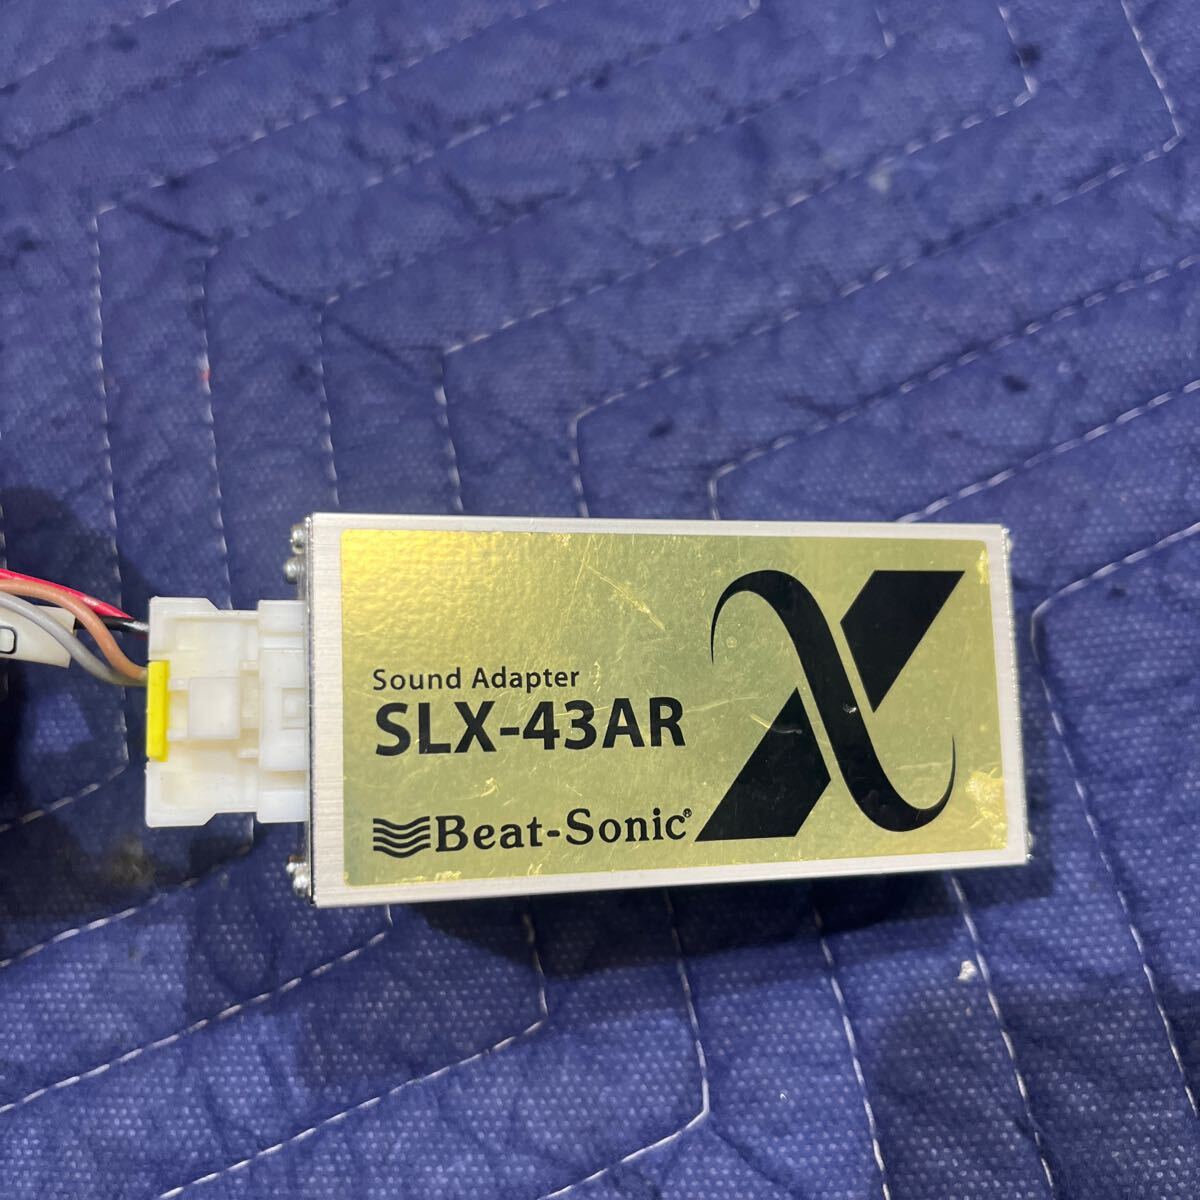 Sound Adapter
SLX-43AR
Beat-Sonic®
X